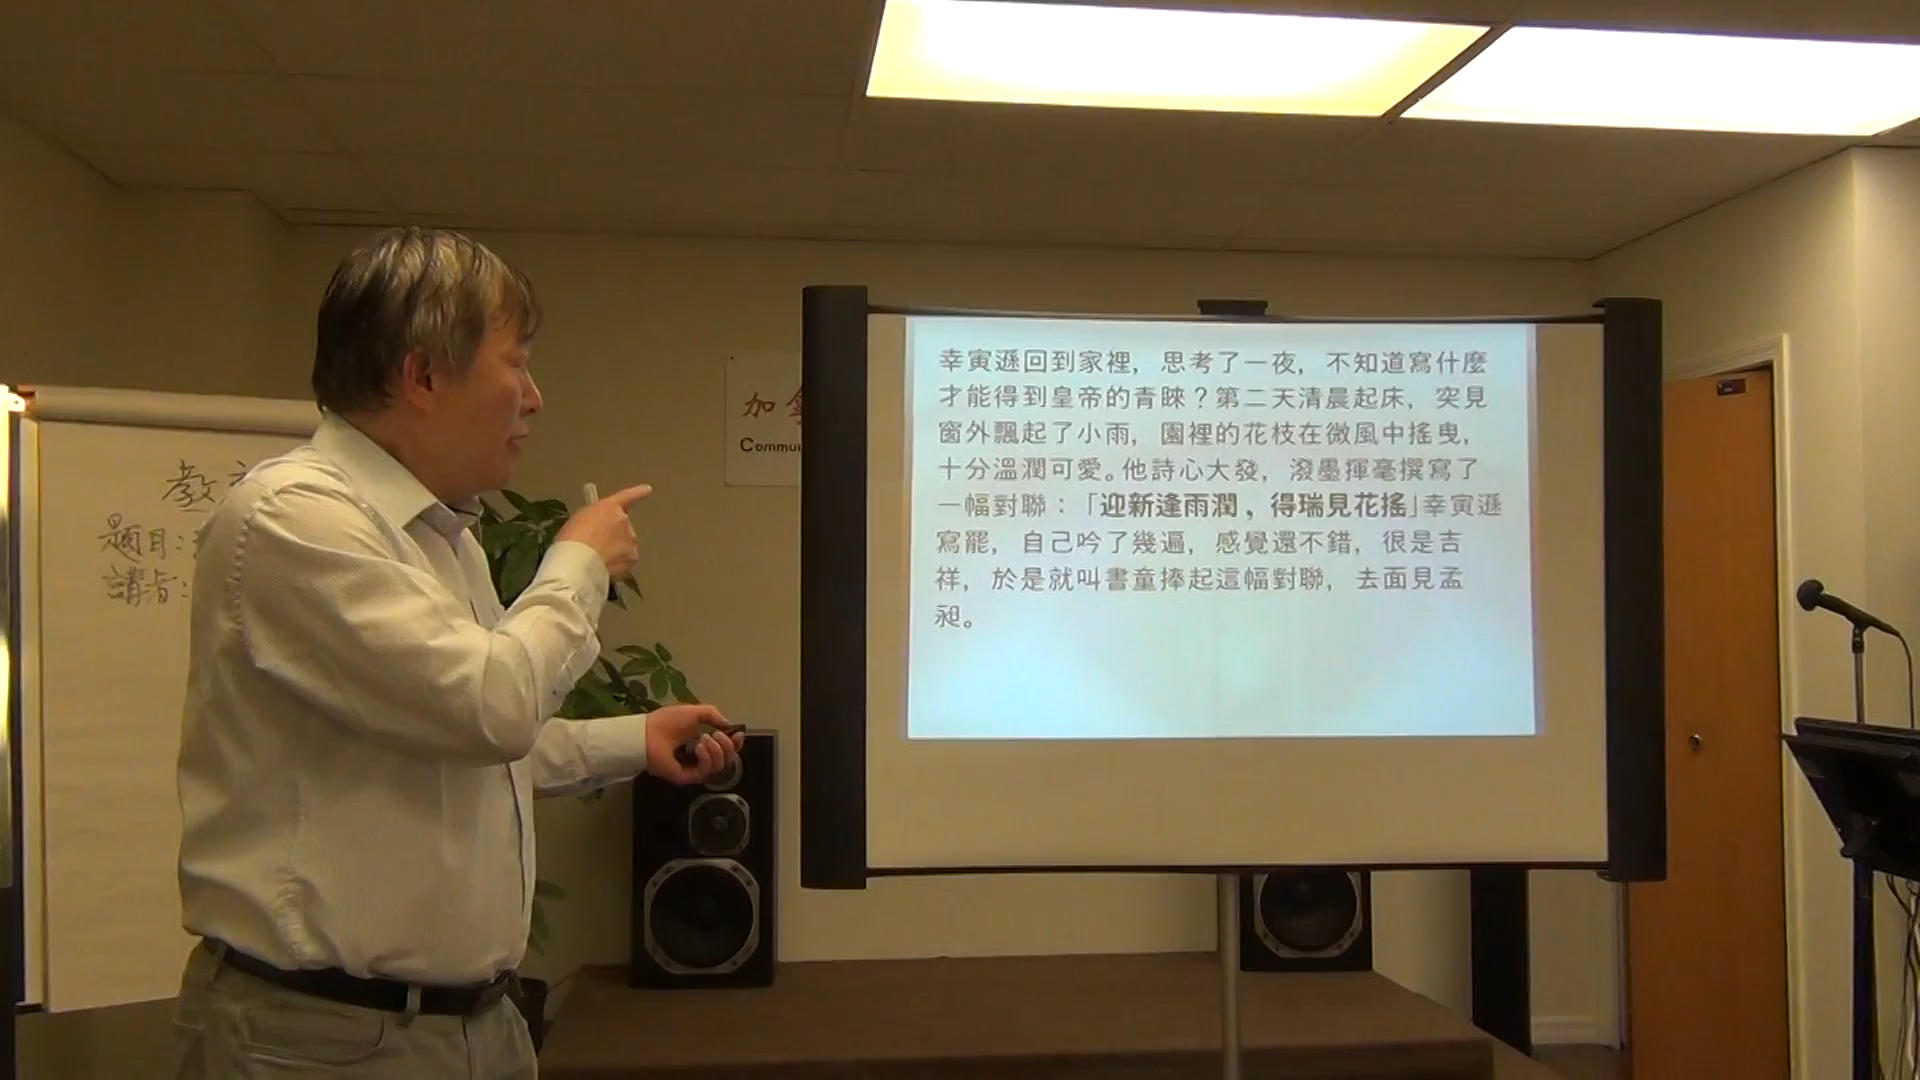 教
題目:
講者:
加
Commu
幸寅遜回到家裡，思考了一夜，不知道寫什麼
才能得到皇帝的青睞？第二天清晨起床，突見
窗外飄起了小雨，園裡的花枝在微風中搖曳，
十分溫潤可愛。他詩心大發，潑墨揮毫撰寫了
一幅對聯：「迎新逢雨潤，得瑞見花搖」幸寅遜
寫罷，自己吟了幾遍，感覺還不錯，很是吉
祥，於是就叫書童捧起這幅對聯，去面見孟
昶。